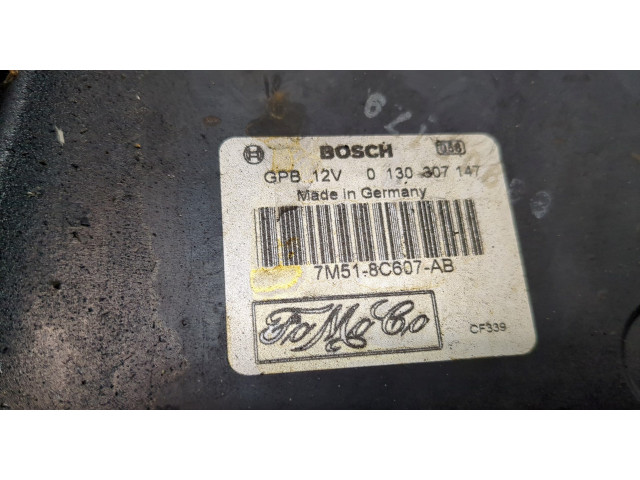 BOSCH
GPB 12V 0 130 307 147
Made in Germany
7M51-8C607-AB
FoMoCo
CF339